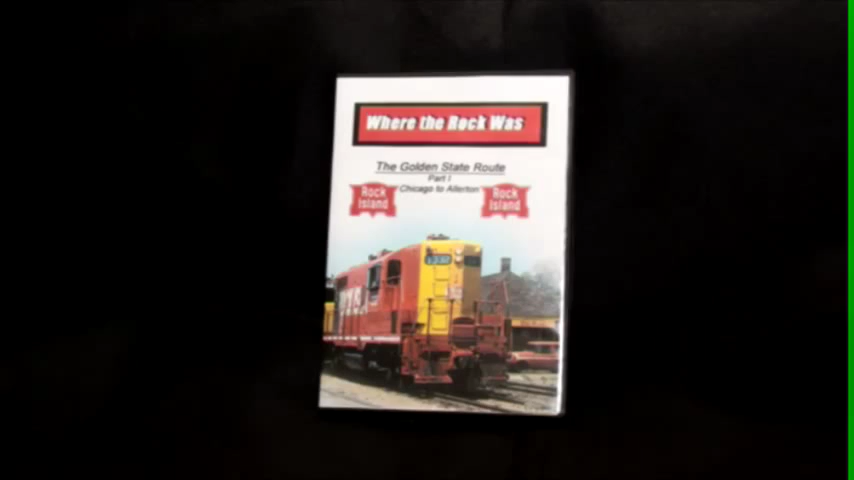 Where the Rock Was
The Golden State Route
Part I
Chicago to Allerton
Rock
Island
Rock
Island